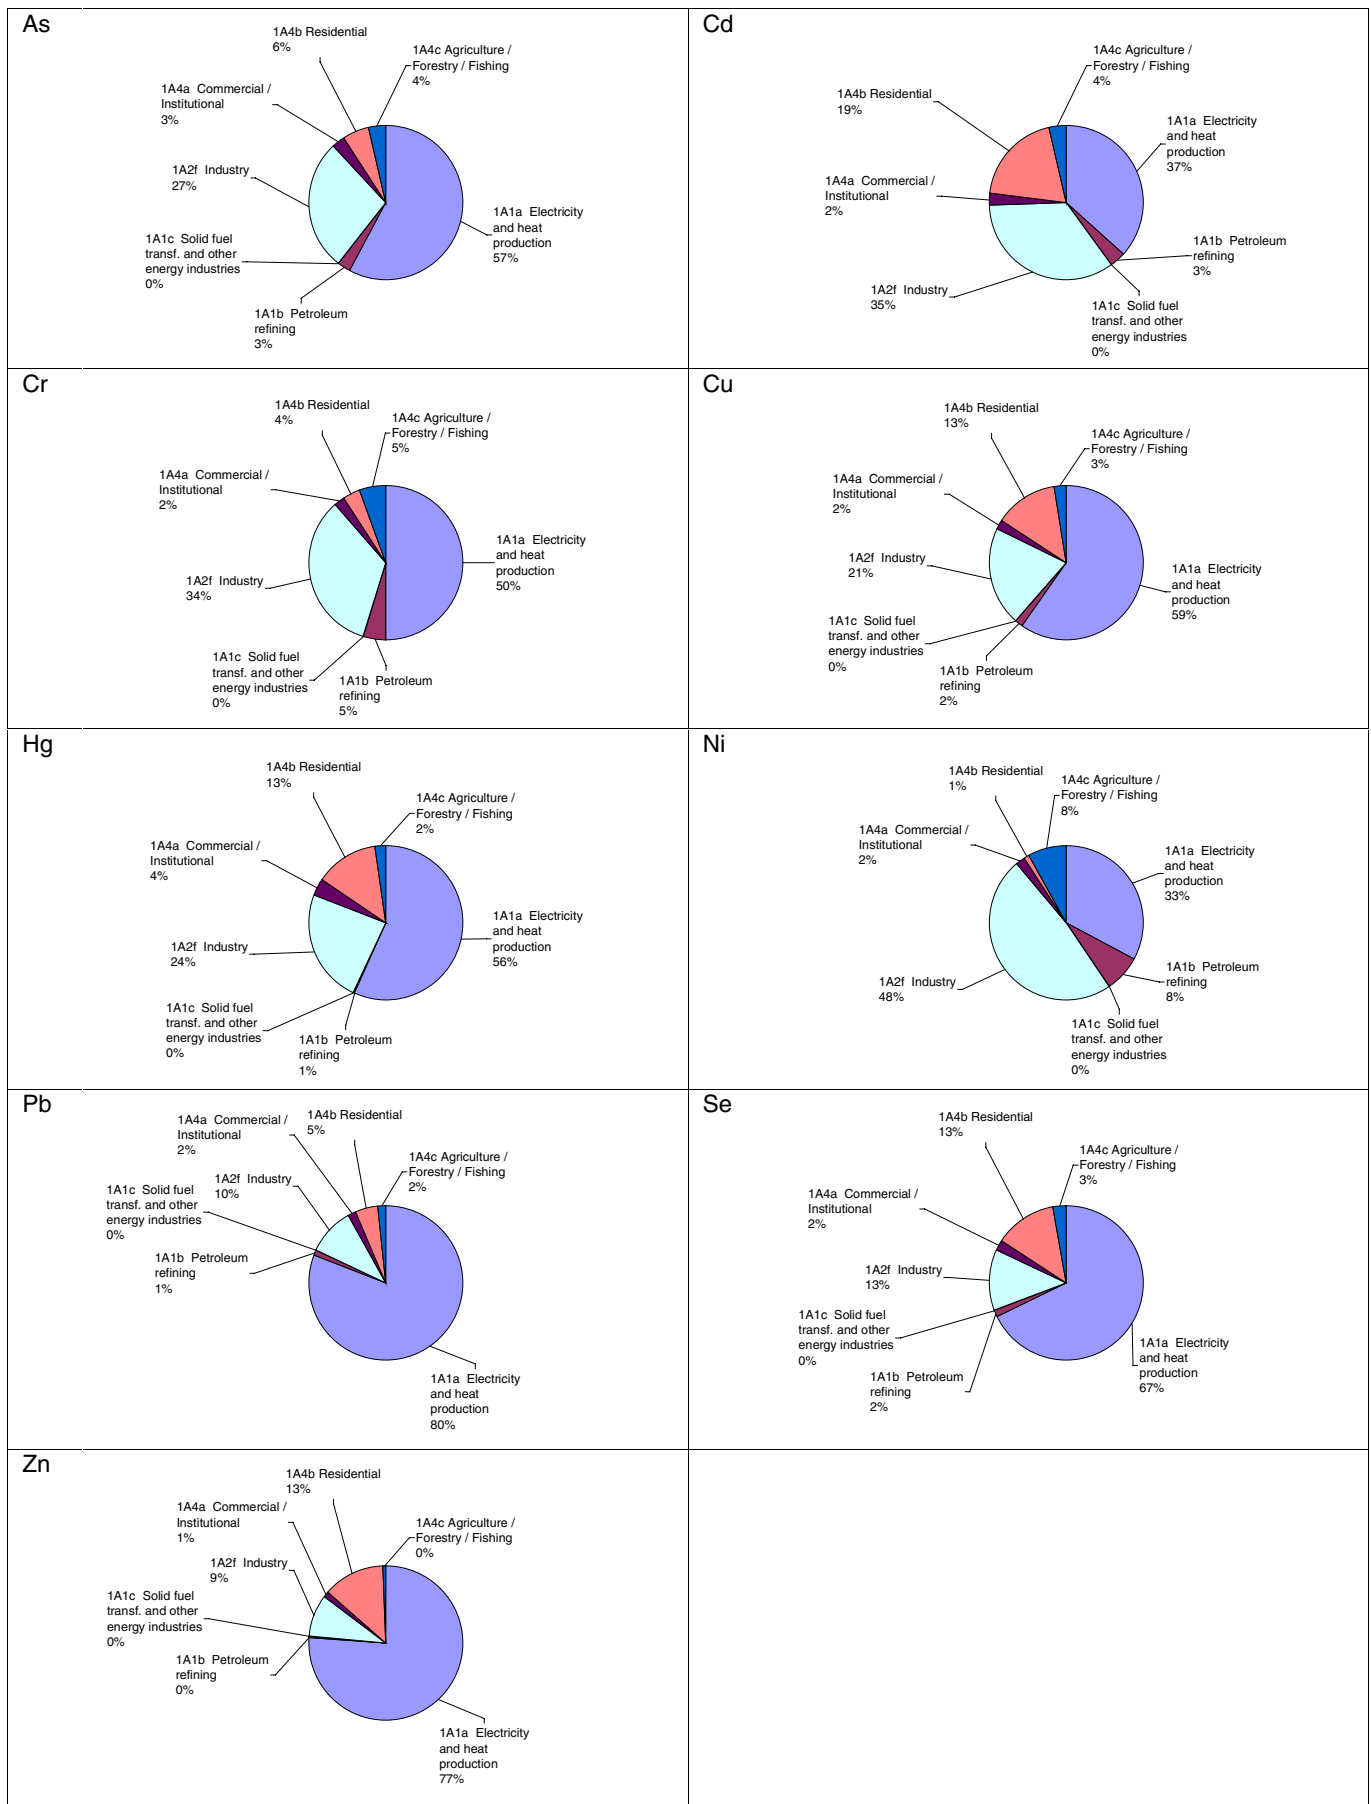 As
1A4b Residential
6%
1A4c Agriculture /
Forestry / Fishing
4%
1A4a  Commercial /
Institutional
3%
1A2f  Industry
27%
1A1a  Electricity
and heat
production
57%
1A1c  Solid fuel
transf. and other
energy industries
0%
1A1b  Petroleum
refining
3%
Cd
1A4c Agriculture /
Forestry / Fishing
4%
1A4b Residential
19%
1A1a  Electricity
and heat
production
37%
1A4a  Commercial /
Institutional
2%
1A1b  Petroleum
refining
3%
1A2f  Industry
35%
1A1c  Solid fuel
transf. and other
energy industries
0%
Cr
1A4b Residential
4%
1A4c Agriculture /
Forestry / Fishing
5%
1A4a  Commercial /
Institutional
2%
1A1a  Electricity
and heat
production
50%
1A2f  Industry
34%
1A1c  Solid fuel
transf. and other
energy industries
0%
1A1b  Petroleum
refining
5%
Cu
1A4b Residential
13%
1A4c Agriculture /
Forestry / Fishing
3%
1A4a  Commercial /
Institutional
2%
1A2f  Industry
21%
1A1a  Electricity
and heat
production
59%
1A1c  Solid fuel
transf. and other
energy industries
0%
1A1b  Petroleum
refining
2%
Hg
1A4b Residential
13%
1A4c Agriculture /
Forestry / Fishing
2%
1A4a  Commercial /
Institutional
4%
1A1a  Electricity
and heat
production
56%
1A2f  Industry
24%
1A1c  Solid fuel
transf. and other
energy industries
0%
1A1b  Petroleum
refining
1%
Ni
1A4b Residential
1%
1A4c Agriculture /
Forestry / Fishing
8%
1A4a  Commercial /
Institutional
2%
1A1a  Electricity
and heat
production
33%
1A1b  Petroleum
refining
8%
1A2f  Industry
48%
1A1c  Solid fuel
transf. and other
energy industries
0%
Pb
1A4a  Commercial /
Institutional
2%
1A4b Residential
5%
1A4c Agriculture /
Forestry / Fishing
2%
1A2f  Industry
10%
1A1c  Solid fuel
transf. and other
energy industries
0%
1A1b  Petroleum
refining
1%
1A1a  Electricity
and heat
production
80%
Se
1A4b Residential
13%
1A4c Agriculture /
Forestry / Fishing
3%
1A4a  Commercial /
Institutional
2%
1A2f  Industry
13%
1A1c  Solid fuel
transf. and other
energy industries
0%
1A1a  Electricity
and heat
production
67%
1A1b  Petroleum
refining
2%
Zn
1A4b Residential
13%
1A4a  Commercial /
Institutional
1%
1A4c Agriculture /
Forestry / Fishing
0%
1A2f  Industry
9%
1A1c  Solid fuel
transf. and other
energy industries
0%
1A1b  Petroleum
refining
0%
1A1a  Electricity
and heat
production
77%